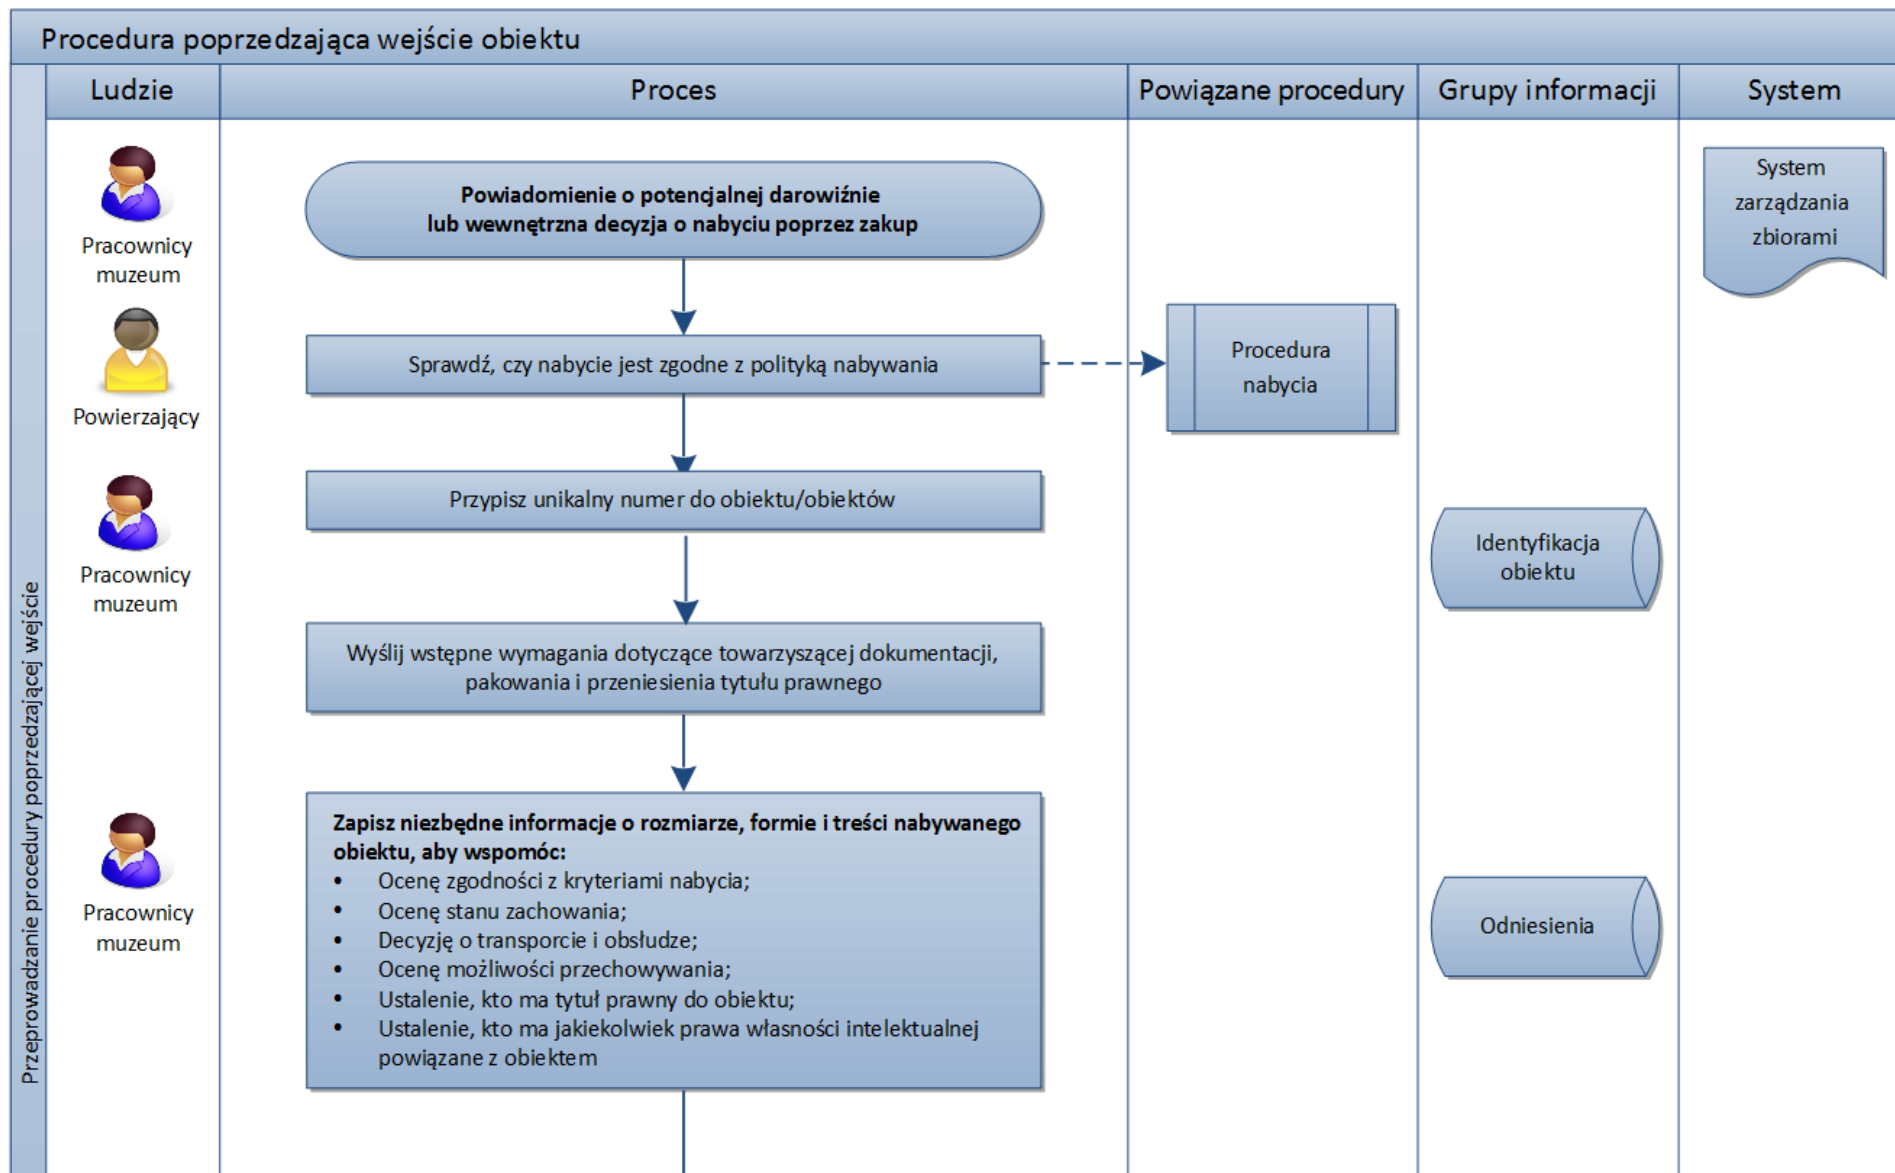 Procedura poprzedzająca wejście obiektu
Ludzie
Proces
Powiązane procedury
Grupy informacji
System
Przeprowadzanie procedury poprzedzającej wejście
Pracownicy
muzeum
Powiadomienie o potencjalnej darowiźnie
lub wewnętrzna decyzja o nabyciu poprzez zakup
System
zarządzania
zbiorami
Powierzający
Sprawdź, czy nabycie jest zgodne z polityką nabywania
Procedura
nabycia
Pracownicy
muzeum
Przypisz unikalny numer do obiektu/obiektów
Identyfikacja
obiektu
Wyślij wstępne wymagania dotyczące towarzyszącej dokumentacji,
pakowania i przeniesienia tytułu prawnego
Pracownicy
muzeum
Zapisz niezbędne informacje o rozmiarze, formie i treści nabywanego
obiektu, aby wspomóc:
• Ocenę zgodności z kryteriami nabycia;
• Ocenę stanu zachowania;
• Decyzję o transporcie i obsłudze;
• Ocenę możliwości przechowywania;
• Ustalenie, kto ma tytuł prawny do obiektu;
• Ustalenie, kto ma jakiekolwiek prawa własności intelektualnej
powiązane z obiektem
Odniesienia